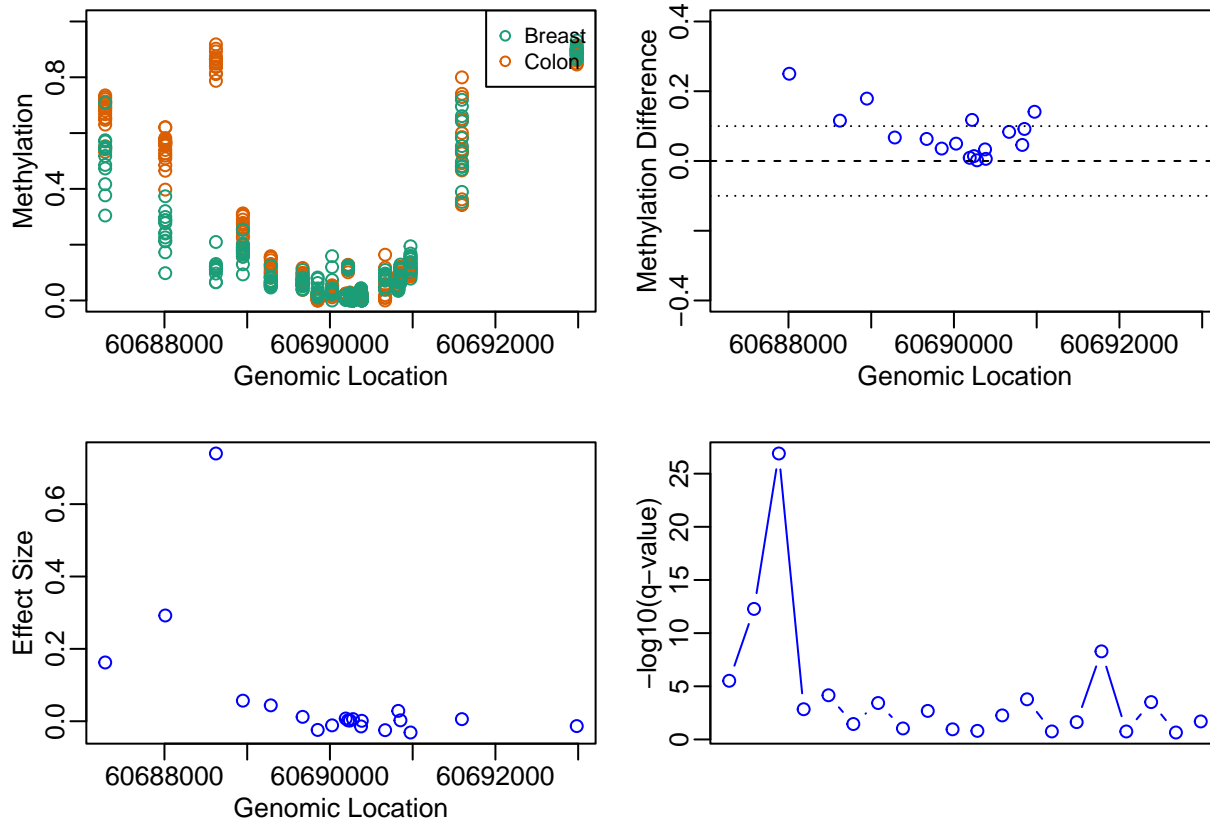 Methylation
0.0
0.4
0.8
Breast
Colon
60688000
60690000
60692000
Genomic Location
Methylation Difference
−0.4
0.0
0.2
0.4
60688000
60690000
60692000
Genomic Location
Effect Size
0.0
0.2
0.4
0.6
60688000
60690000
60692000
Genomic Location
−log10(q−value)
0
5
10
15
20
25